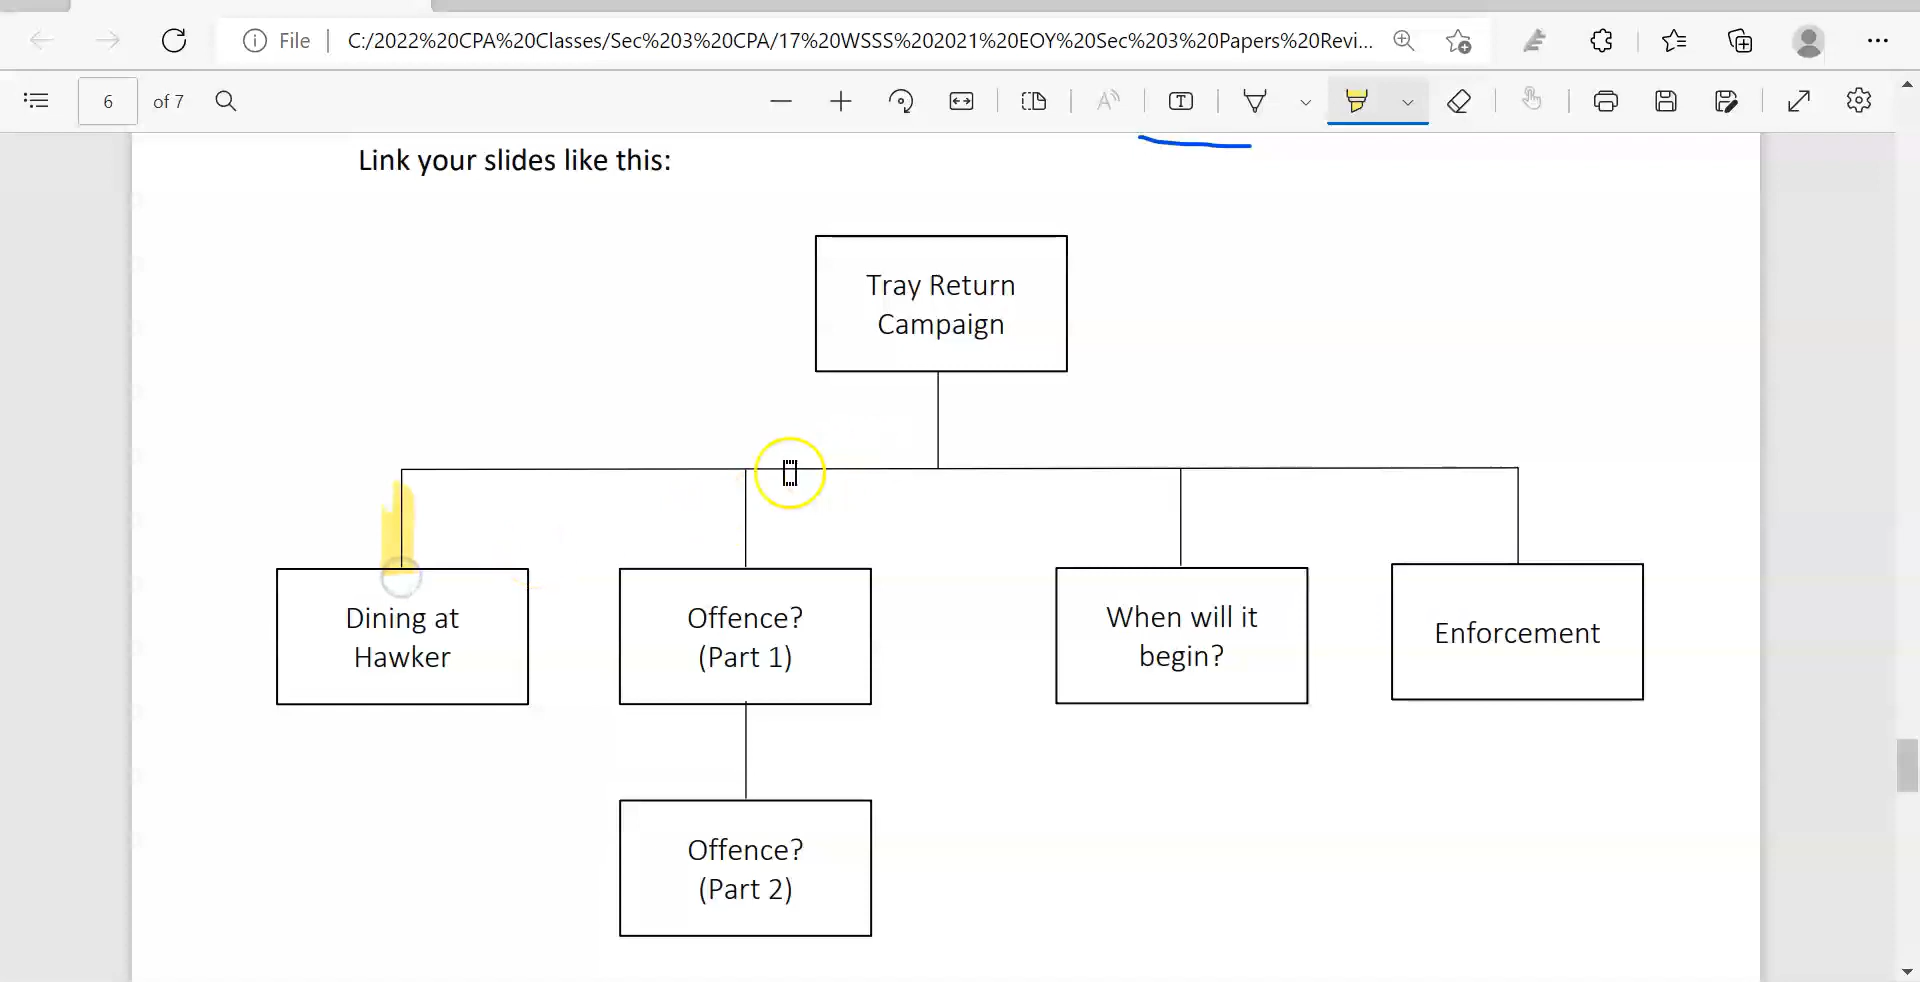 File
C:/2022%20CPA%20Classes/Sec%203%20CPA/17%20WSSS%202021%20EOY%20Sec%203%20Papers%20Revi...
6
of 7
Link your slides like this:
Tray Return
Campaign
Dining at
Hawker
Offence?
(Part 1)
When will it
begin?
Enforcement
Offence?
(Part 2)